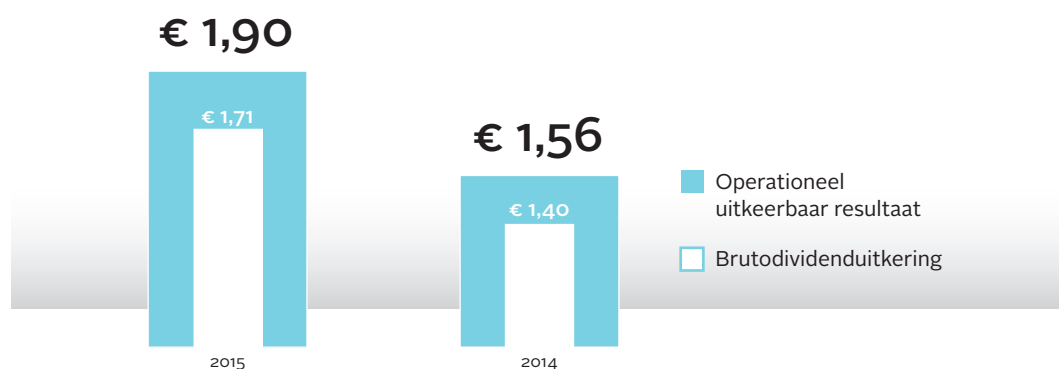 € 1,90
€ 1,71
2015
€ 1,56
€ 1,40
2014
Operationeel
uitkeerbaar resultaat
Brutodividenduitkering